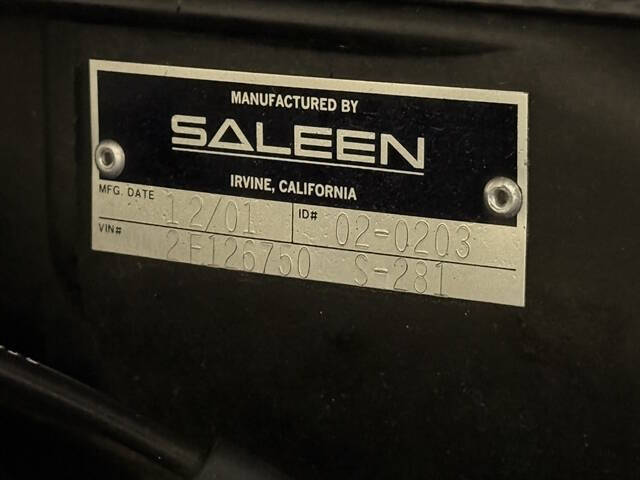 MANUFACTURED BY
SALEEN
IRVINE, CALIFORNIA
MFG. DATE 12/01 ID# 02-0203
VIN# 2F126750 S-281